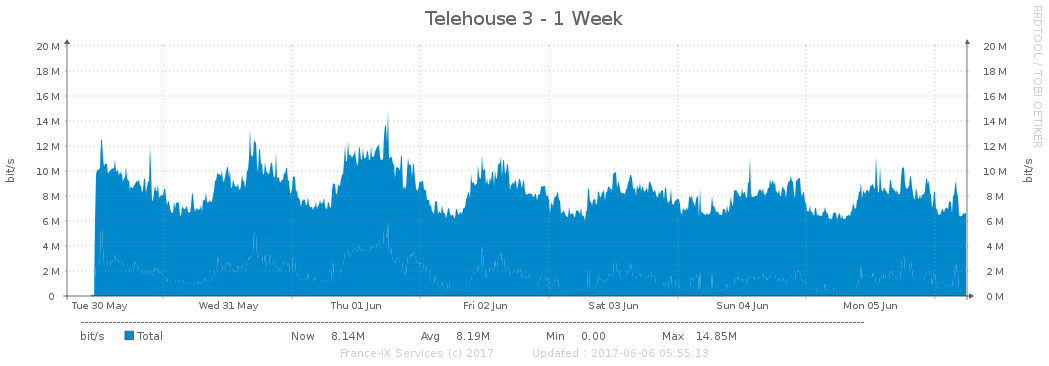 Telehouse 3 - 1 Week
RRDTOOL / TOBI OETIKER
bit/s
bit/s
20 M 20 M
18 M 18 M
16 M 16 M
14 M 14 M
12 M 12 M
10 M 10 M
8 M 8 M
6 M 6 M
4 M 4 M
2 M 2 M
0 0 M
Tue 30 May Wed 31 May Thu 01 Jun Fri 02 Jun Sat 03 Jun Sun 04 Jun Mon 05 Jun
bit/s Total Now 8.14M Avg 8.19M Min 0.00 Max 14.85M
France-IX Services (c) 2017 Updated : 2017-06-06 05:55:13